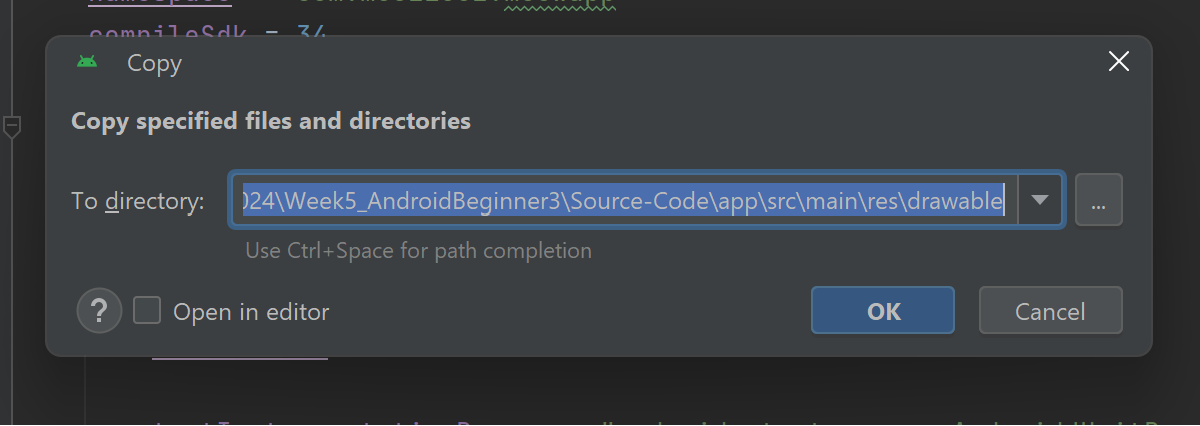 compileSdk = 34
Copy
Copy specified files and directories
To directory:
024\Week5_AndroidBeginner3\Source-Code\app\src\main\res\drawable
...
Use Ctrl+Space for path completion
?
Open in editor
OK
Cancel